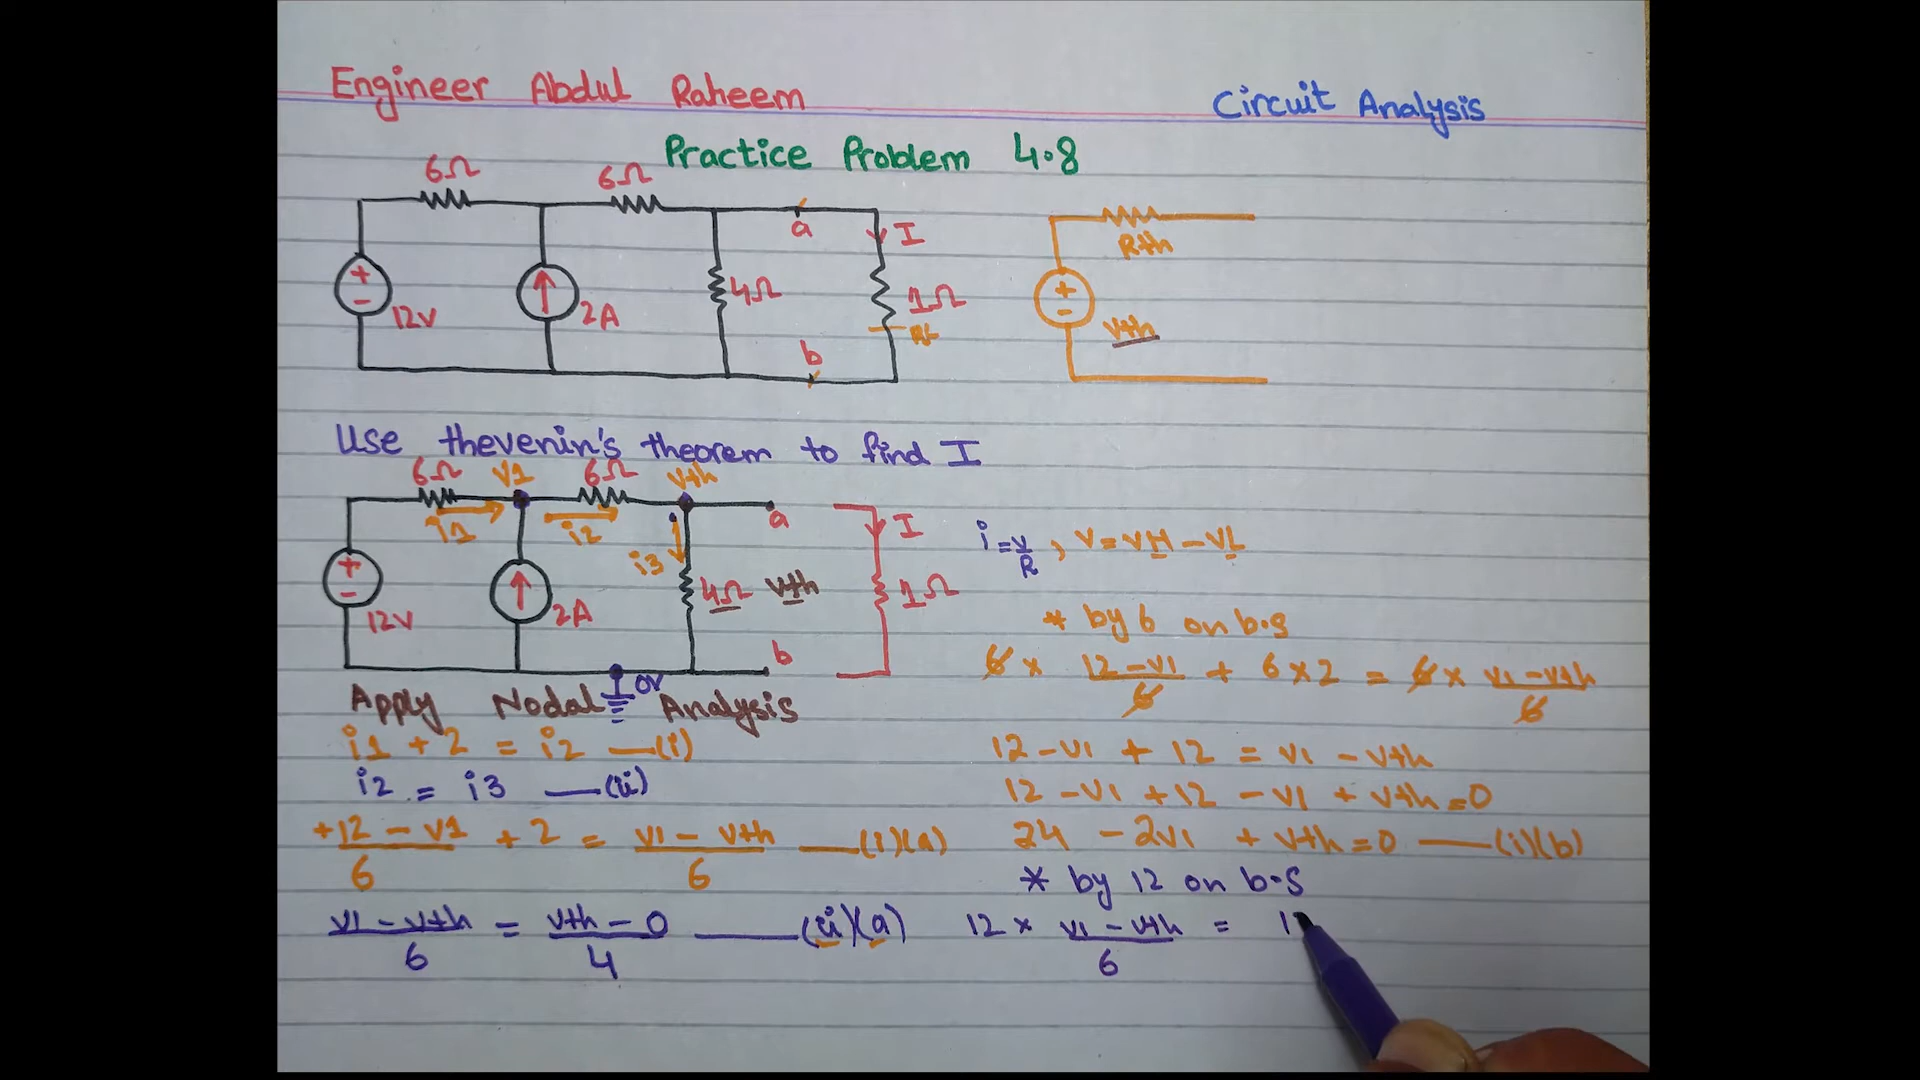 Engineer Abdul Raheem
Circuit Analysis
Practice Problem 4.8
6Ω 6Ω
a I
+ - 12V
2A
4Ω
1Ω
RL
b
Rth
+ - Vth
Use thevenin's theorem to find I
6Ω V1 6Ω Vth
i1 i2 a I
i3
+ - 12V
2A
4Ω Vth
1Ω
b
0V
i = V/R , V = VH - VL
Apply Nodal Analysis
i1 + 2 = i2 —(i)
i2 = i3 —(ii)
+12 - V1 / 6 + 2 = V1 - Vth / 6 —(i)(a)
V1 - Vth / 6 = Vth - 0 / 4 —(ii)(a)
* by 6 on b.s
6 × 12 - V1 / 6 + 6 × 2 = 6 × V1 - Vth / 6
12 - V1 + 12 = V1 - Vth
12 - V1 + 12 - V1 + Vth = 0
24 - 2V1 + Vth = 0 —(i)(b)
* by 12 on b.s
12 × V1 - Vth / 6 =